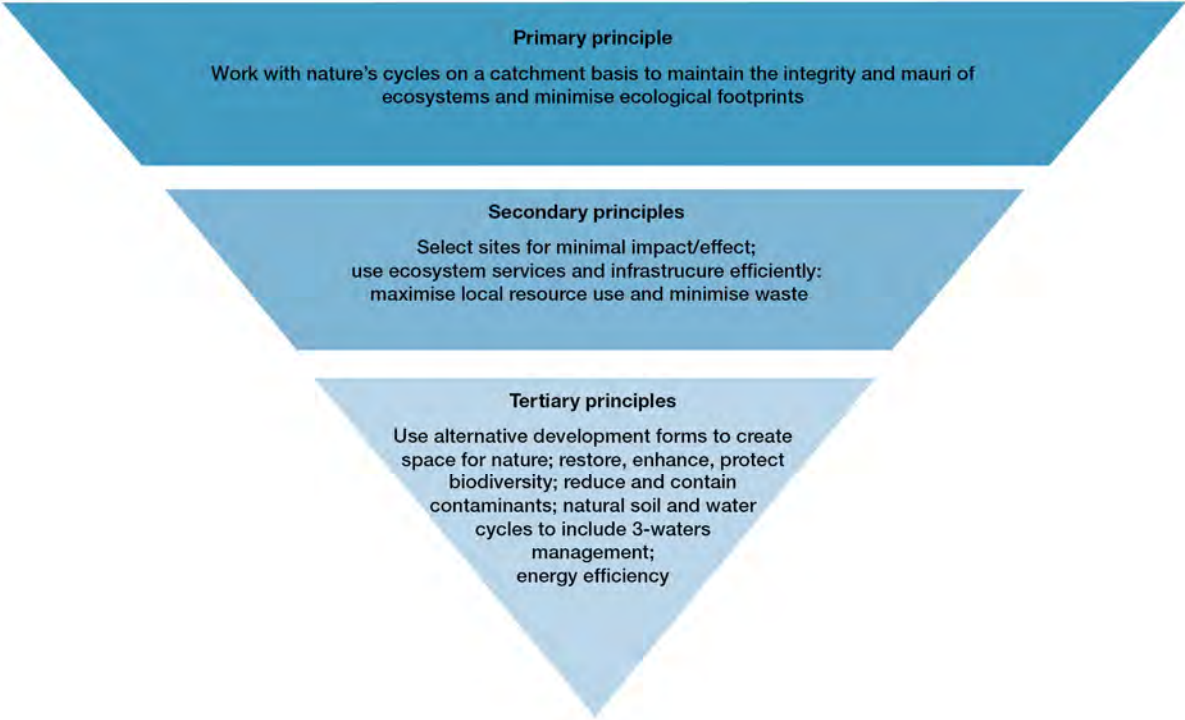 Primary principle
Work with nature's cycles on a catchment basis to maintain the integrity and mauri of
ecosystems and minimise ecological footprints
Secondary principles
Select sites for minimal impact/effect;
use ecosystem services and infrastrucure efficiently:
maximise local resource use and minimise waste
Tertiary principles
Use alternative development forms to create
space for nature; restore, enhance, protect
biodiversity; reduce and contain
contaminants; natural soil and water
cycles to include 3-waters
management;
energy efficiency